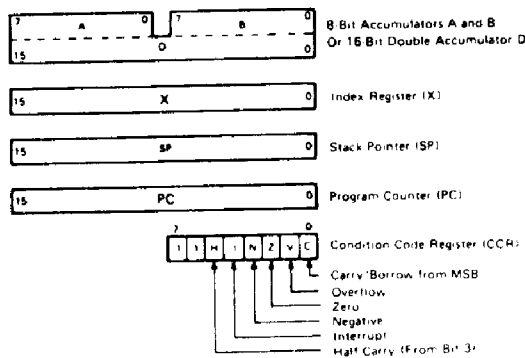 7 A 0 7 B 0
15 D 0
8-Bit Accumulators A and B
Or 16-Bit Double Accumulator D
15 X 0
Index Register (X)
15 SP 0
Stack Pointer (SP)
15 PC 0
Program Counter (PC)
7 0
1 1 H I N Z V C
Condition Code Register (CCR)
Carry/Borrow from MSB
Overflow
Zero
Negative
Interrupt
Half Carry (From Bit 3)